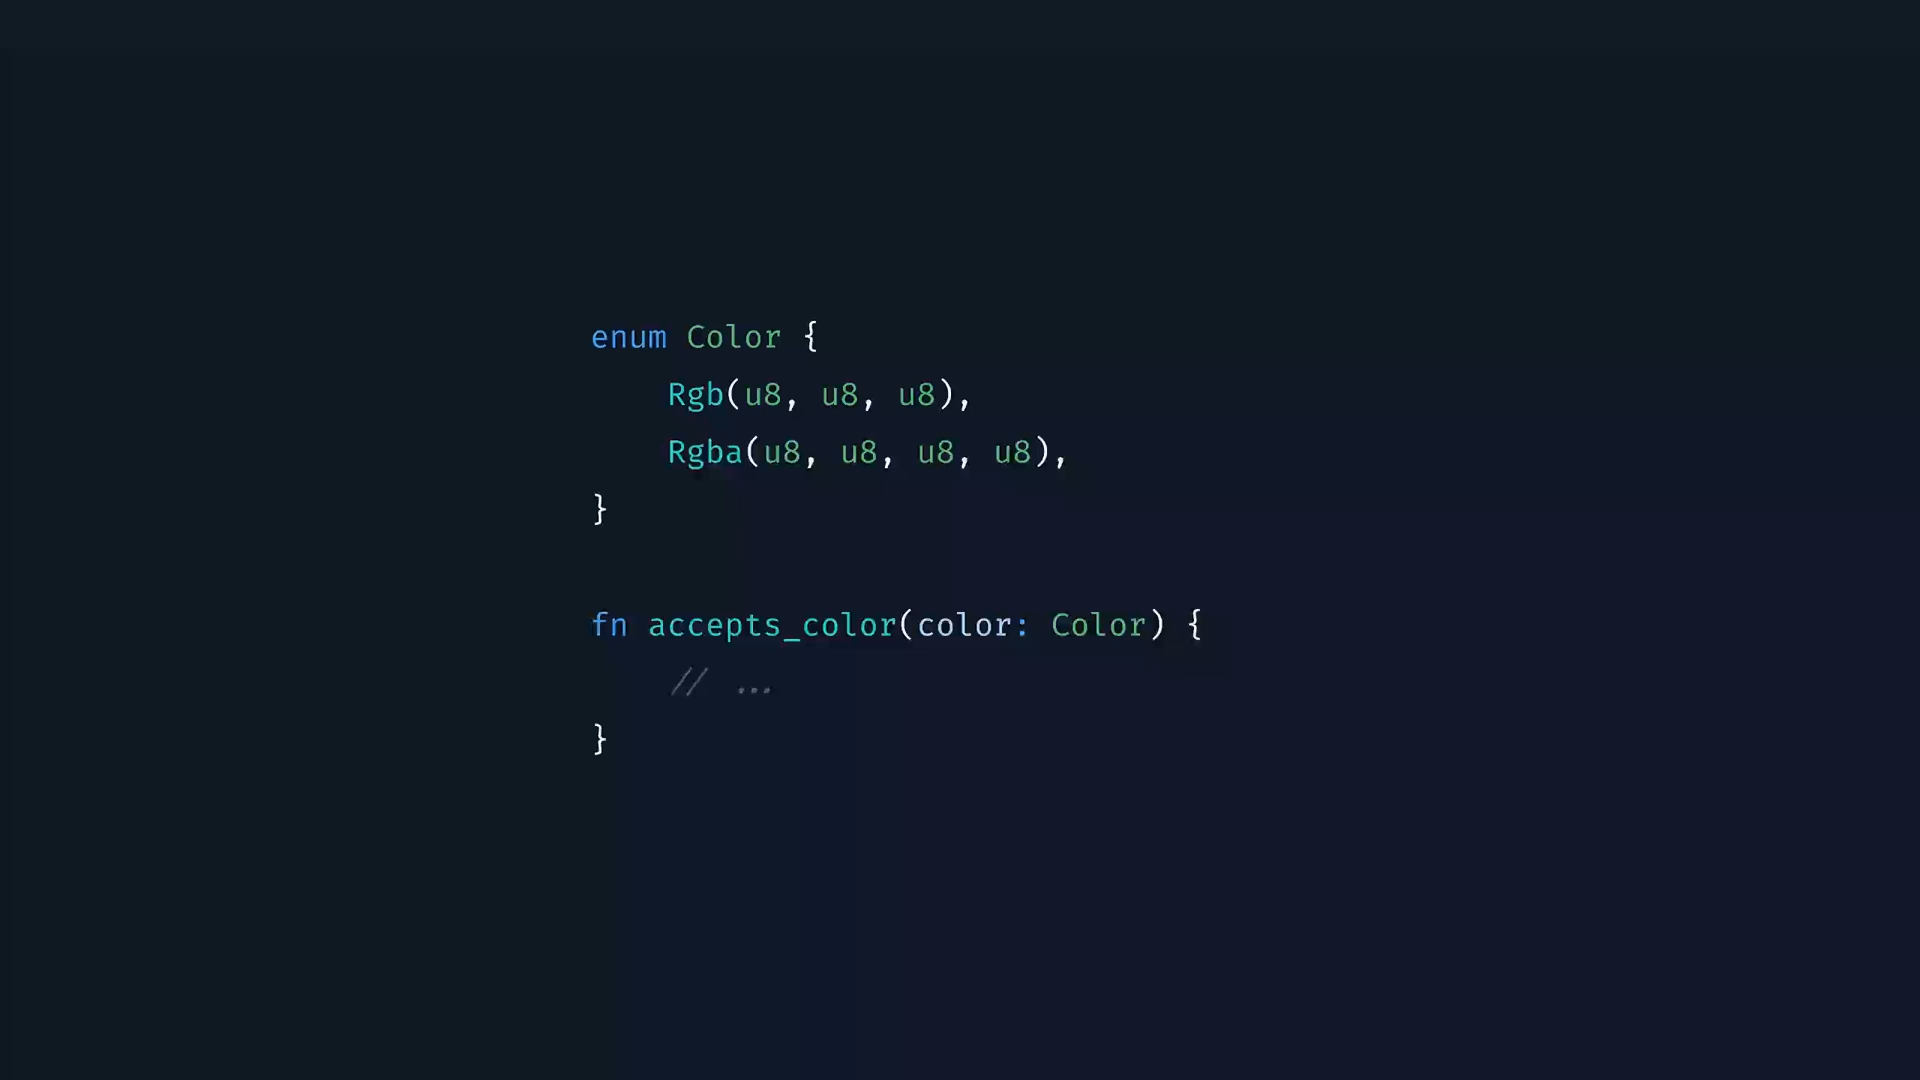 enum Color {
    Rgb(u8, u8, u8),
    Rgba(u8, u8, u8, u8),
}

fn accepts_color(color: Color) {
    // ...
}